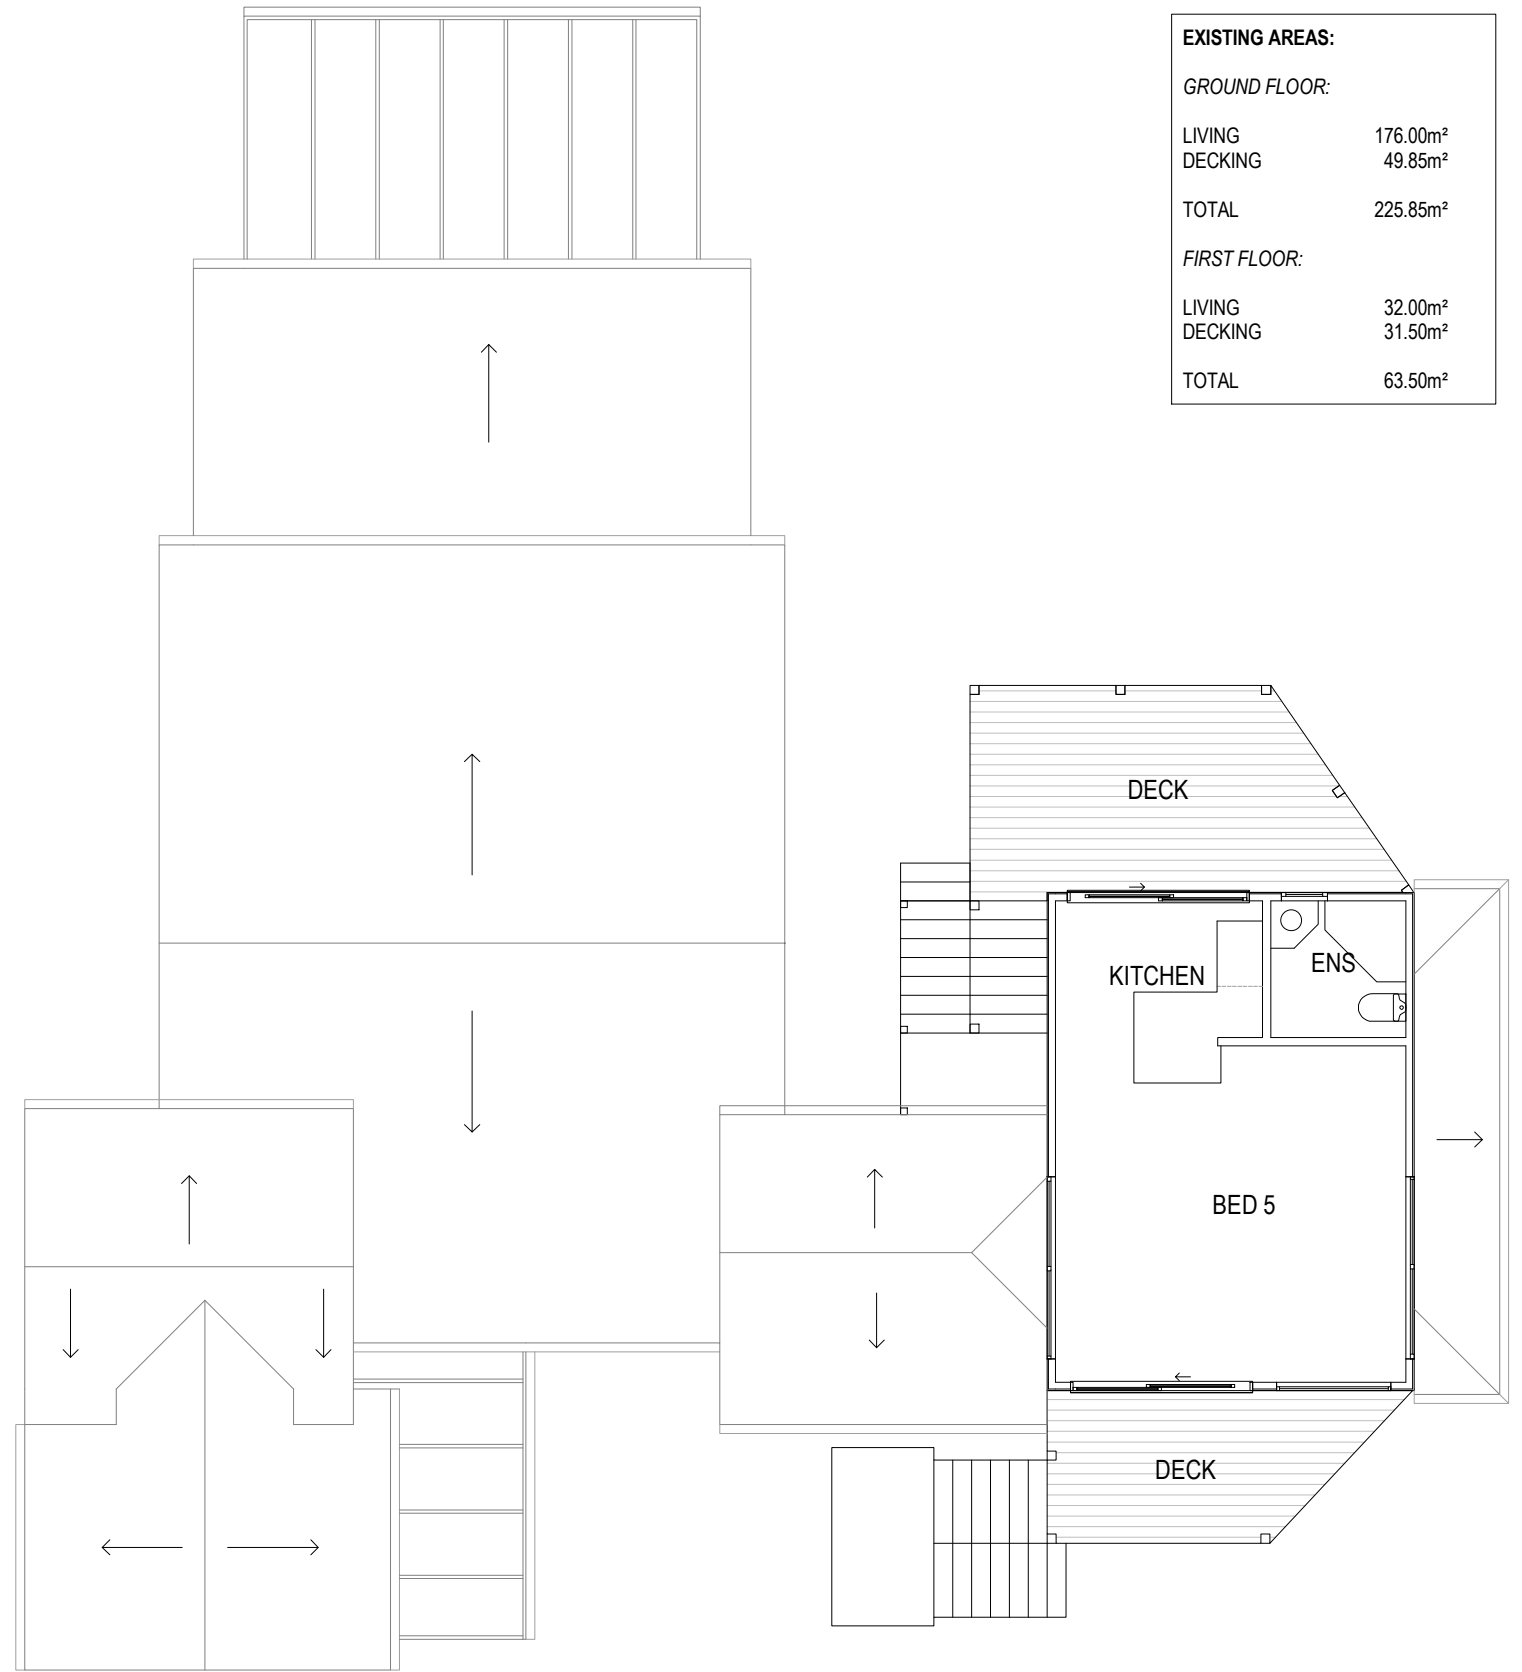 EXISTING AREAS:
GROUND FLOOR:
LIVING 176.00m²
DECKING 49.85m²
TOTAL 225.85m²
FIRST FLOOR:
LIVING 32.00m²
DECKING 31.50m²
TOTAL 63.50m²
DECK
KITCHEN
ENS
BED 5
DECK